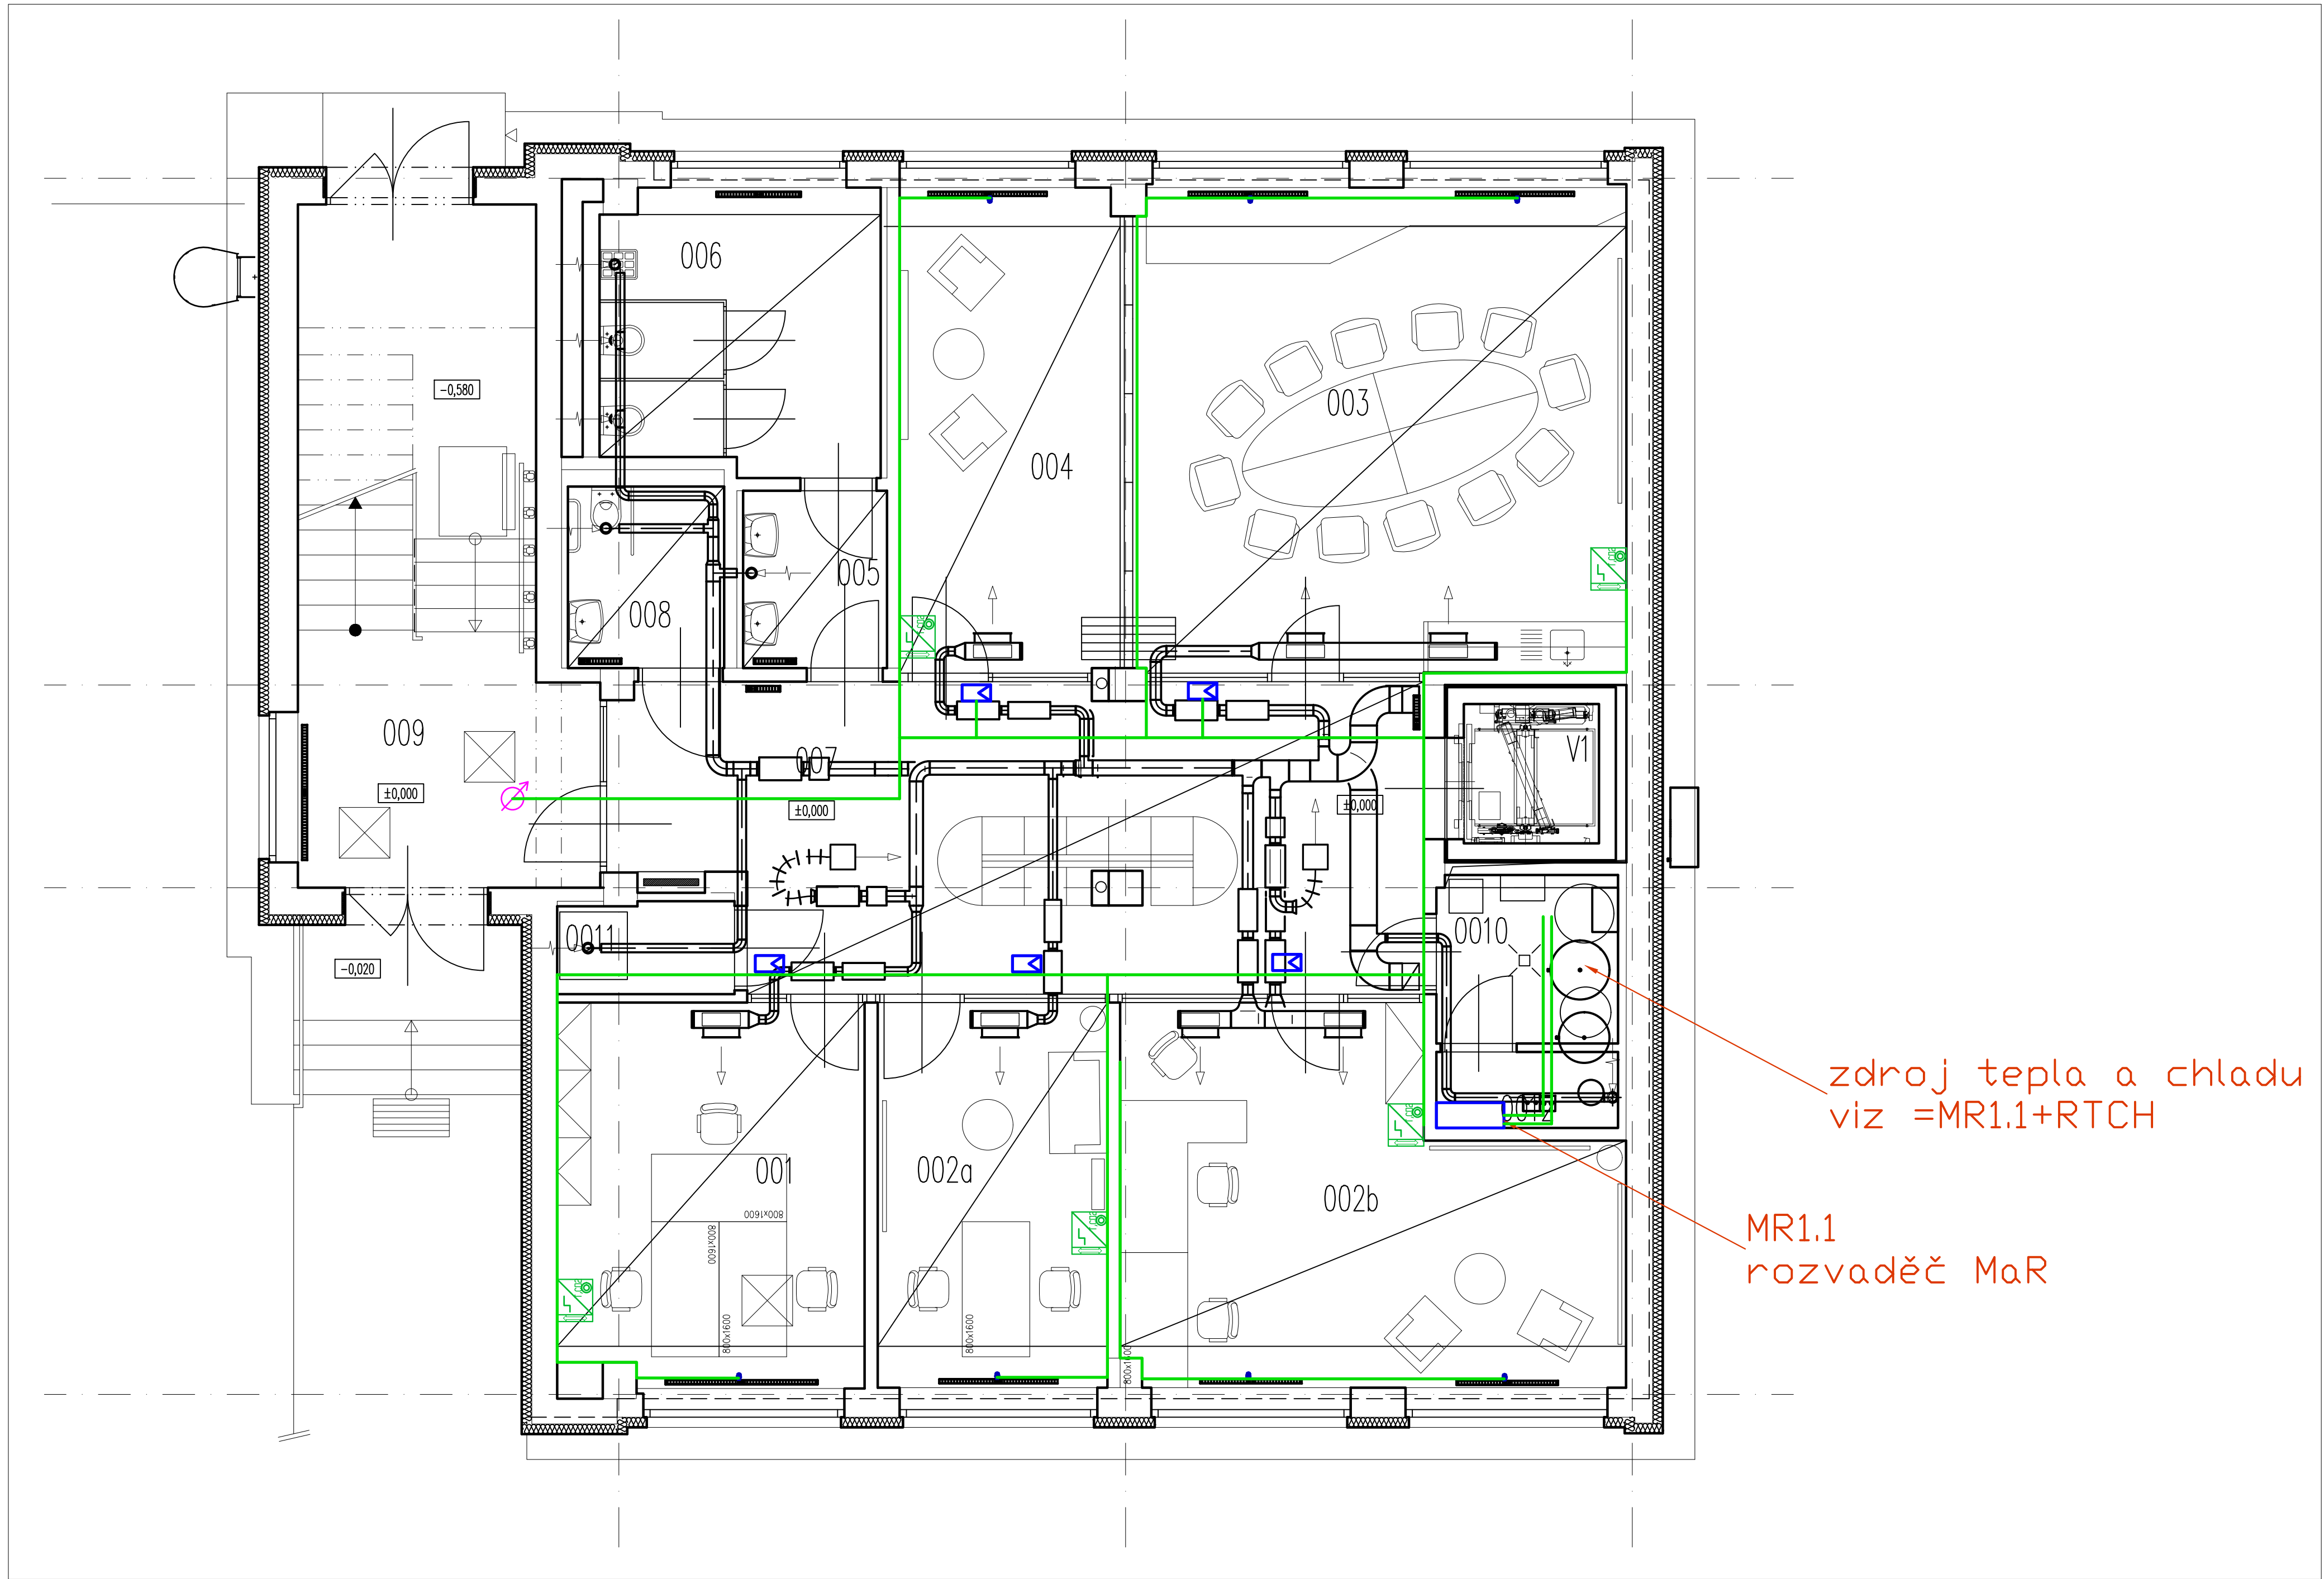 006
-0,580
003
004
005
008
009
007
V1
±0,000
±0,000
±0,000
0011
0010
-0,020
zdroj tepla a chladu
viz =MR1.1+RTCH
0012
001
002a
002b
800x1600
800x1600
800x1600
800x1600
800x1600
MR1.1
rozvaděč MaR